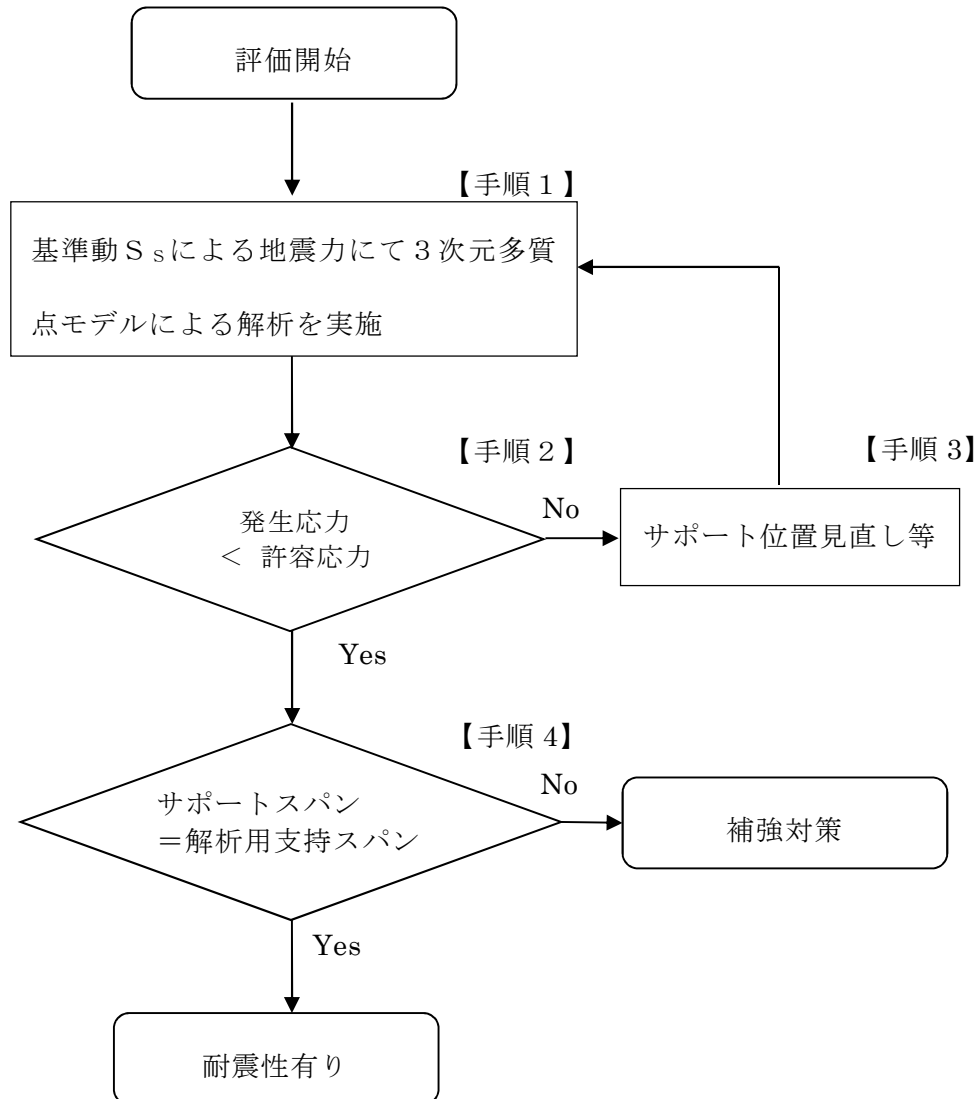 評価開始
【手順１】
基準動Ｓｓによる地震力にて３次元多質
点モデルによる解析を実施
【手順２】
発生応力
＜ 許容応力
No
【手順 3】
サポート位置見直し等
Yes
【手順 4】
サポートスパン
＝解析用支持スパン
No
補強対策
Yes
耐震性有り